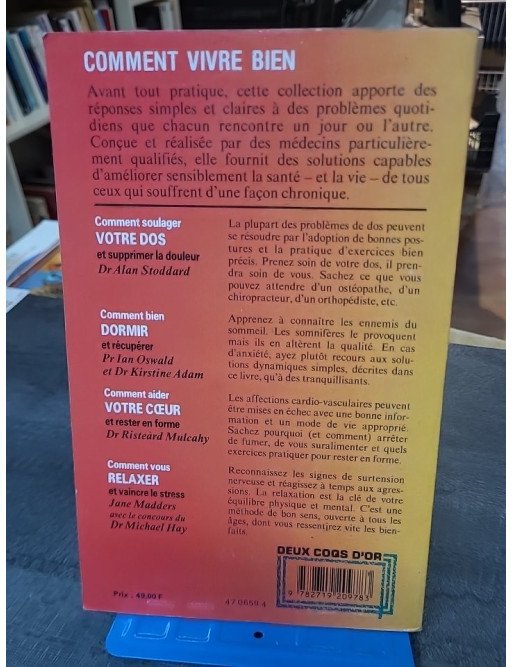 COMMENT VIVRE BIEN
Avant tout pratique, cette collection apporte des
réponses simples et claires à des problèmes quoti-
diens que chacun rencontre un jour ou l'autre.
Conçue et réalisée par des médecins particulière-
ment qualifiés, elle fournit des solutions capables
d'améliorer sensiblement la santé – et la vie – de tous
ceux qui souffrent d'une façon chronique.
Comment soulager
VOTRE DOS
et supprimer la douleur
Dr Alan Stoddard
La plupart des problèmes de dos peuvent
se résoudre par l'adoption de bonnes pos-
tures et la pratique d'exercices bien
précis. Prenez soin de votre dos, il pren-
dra soin de vous. Sachez ce que vous
pouvez attendre d'un ostéopathe, d'un
chiropracteur, d'un orthopédiste, etc.
Comment bien
DORMIR
et récupérer
Pr Ian Oswald
et Dr Kirstine Adam
Apprenez à connaître les ennemis du
sommeil. Les somnifères le provoquent
mais ils en altèrent la qualité. En cas
d'anxiété, ayez plutôt recours aux solu-
tions dynamiques simples, décrites dans
ce livre, qu'à des tranquillisants.
Comment aider
VOTRE CŒUR
et rester en forme
Dr Risteárd Mulcahy
Les affections cardio-vasculaires peuvent
être mises en échec avec une bonne infor-
mation et un mode de vie approprié.
Sachez pourquoi (et comment) arrêter
de fumer, de vous suralimenter et quels
exercices pratiquer pour rester en forme.
Comment vous
RELAXER
et vaincre le stress
Jane Madders
avec le concours du
Dr Michael Hay
Reconnaissez les signes de surtension
nerveuse et réagissez à temps aux agres-
sions. La relaxation est la clé de votre
équilibre physique et mental. C'est une
méthode de bon sens, ouverte à tous les
âges, dont vous ressentirez vite les bien-
faits.
DEUX COQS D'OR
9 782719 209783
Prix : 49,00 F
47 0659 4